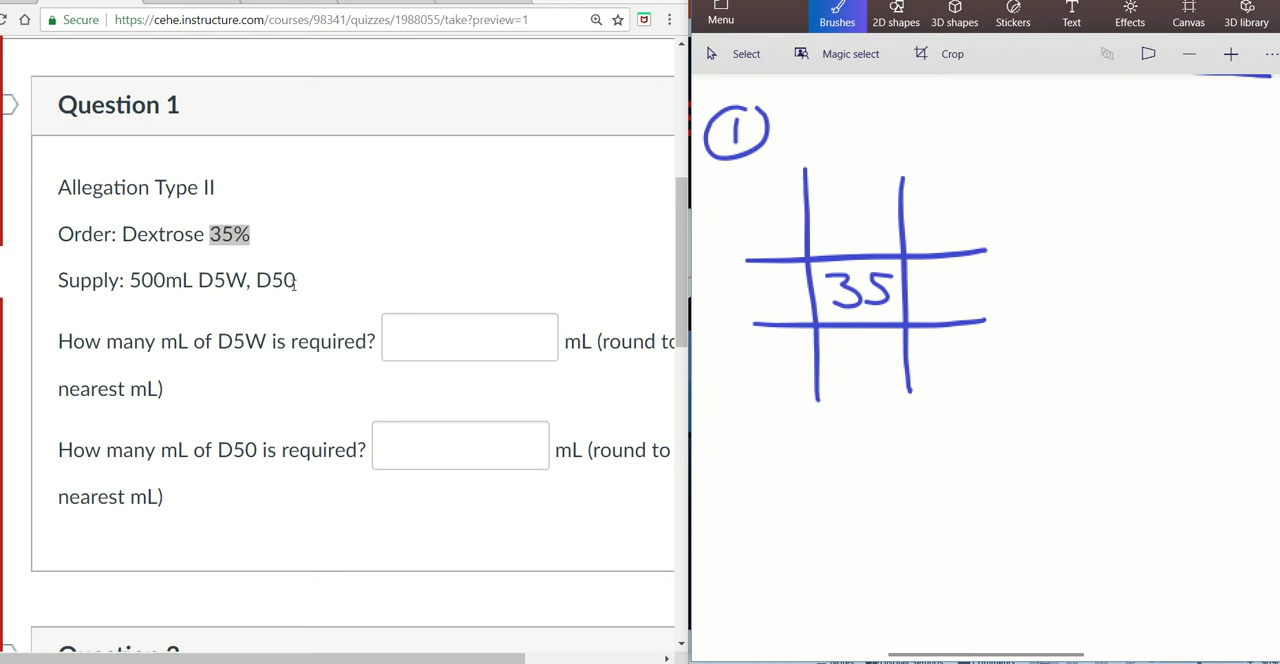 Secure https://cehe.instructure.com/courses/98341/quizzes/1988055/take?preview=1
Menu Brushes 2D shapes 3D shapes Stickers Text Effects Canvas 3D library
Select Magic select Crop
Question 1
Allegation Type II
Order: Dextrose 35%
Supply: 500mL D5W, D50
How many mL of D5W is required? mL (round to
nearest mL)
How many mL of D50 is required? mL (round to
nearest mL)
1
35